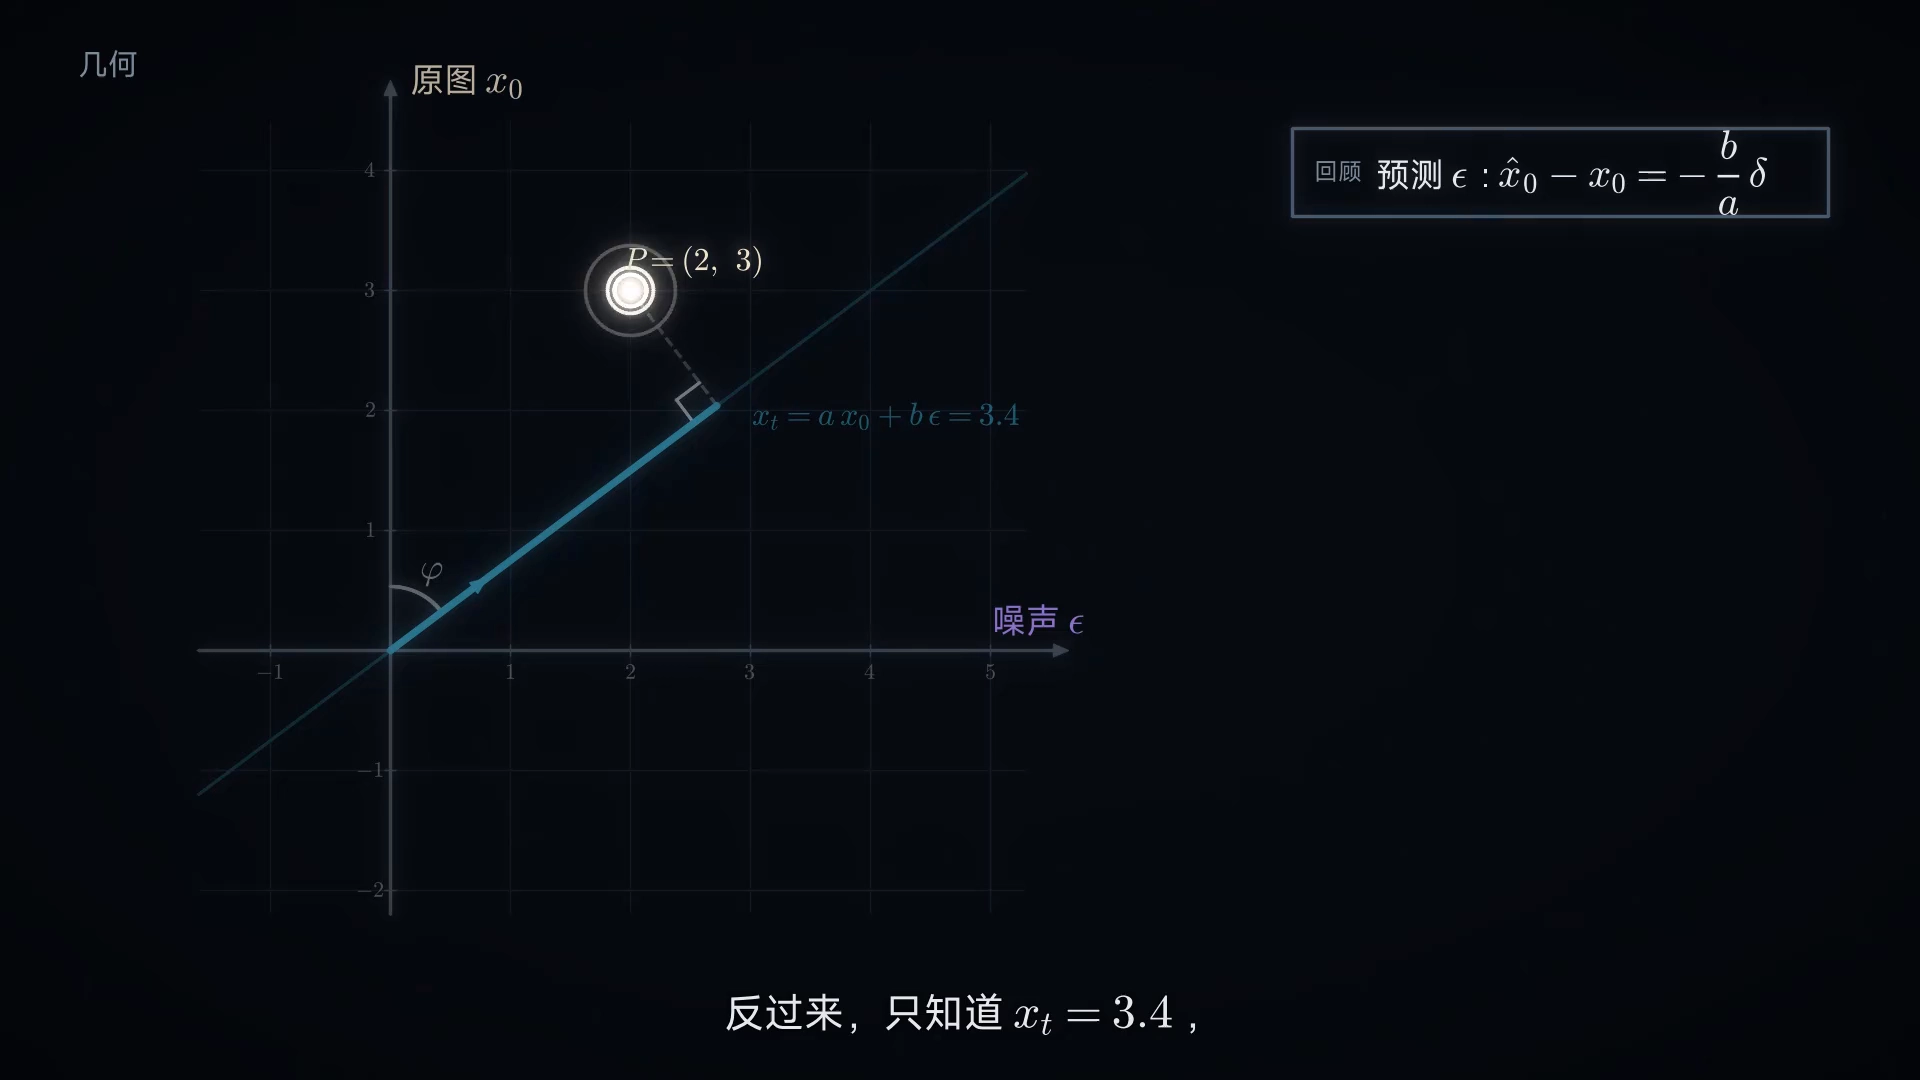 几何
原图 x₀
回顾 预测 ϵ : x̂₀ − x₀ = − b/a δ
4
P = (2, 3)
3
2
x_t = a x₀ + b ϵ = 3.4
1
φ
噪声 ϵ
−1 1 2 3 4 5
−1
−2
反过来，只知道 x_t = 3.4 ，